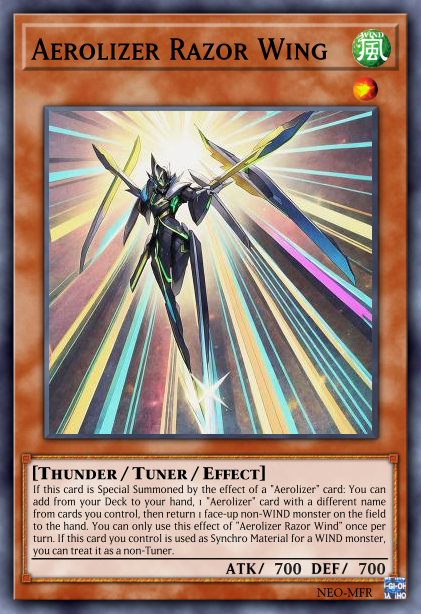 AEROLIZER RAZOR WING
WIND
風
[THUNDER / TUNER / EFFECT]
If this card is Special Summoned by the effect of a "Aerolizer" card: You can
add from your Deck to your hand, 1 "Aerolizer" card with a different name
from cards you control, then return 1 face-up non-WIND monster on the field
to the hand. You can only use this effect of "Aerolizer Razor Wind" once per
turn. If this card you control is used as Synchro Material for a WIND monster,
you can treat it as a non-Tuner.
ATK/ 700 DEF/ 700
NEO-MFR